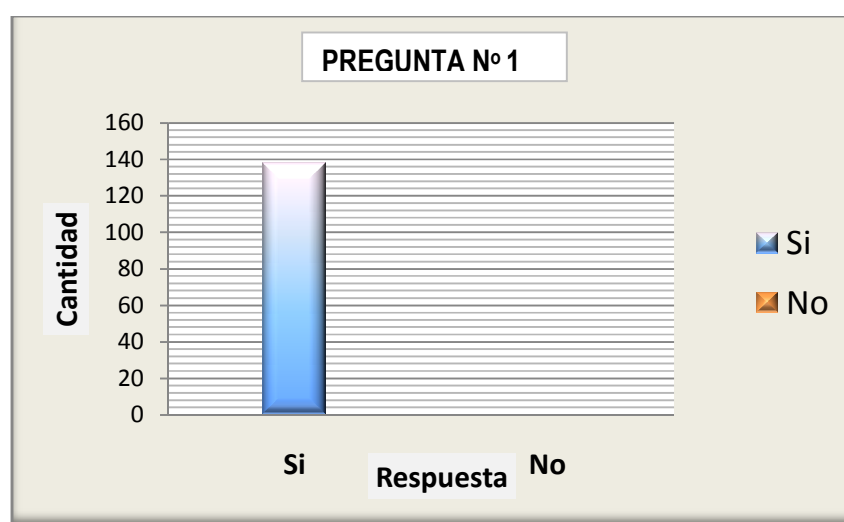 PREGUNTA Nº 1
160
140
120
100
80
60
40
20
0
Cantidad
Si
No
Respuesta
Si
No